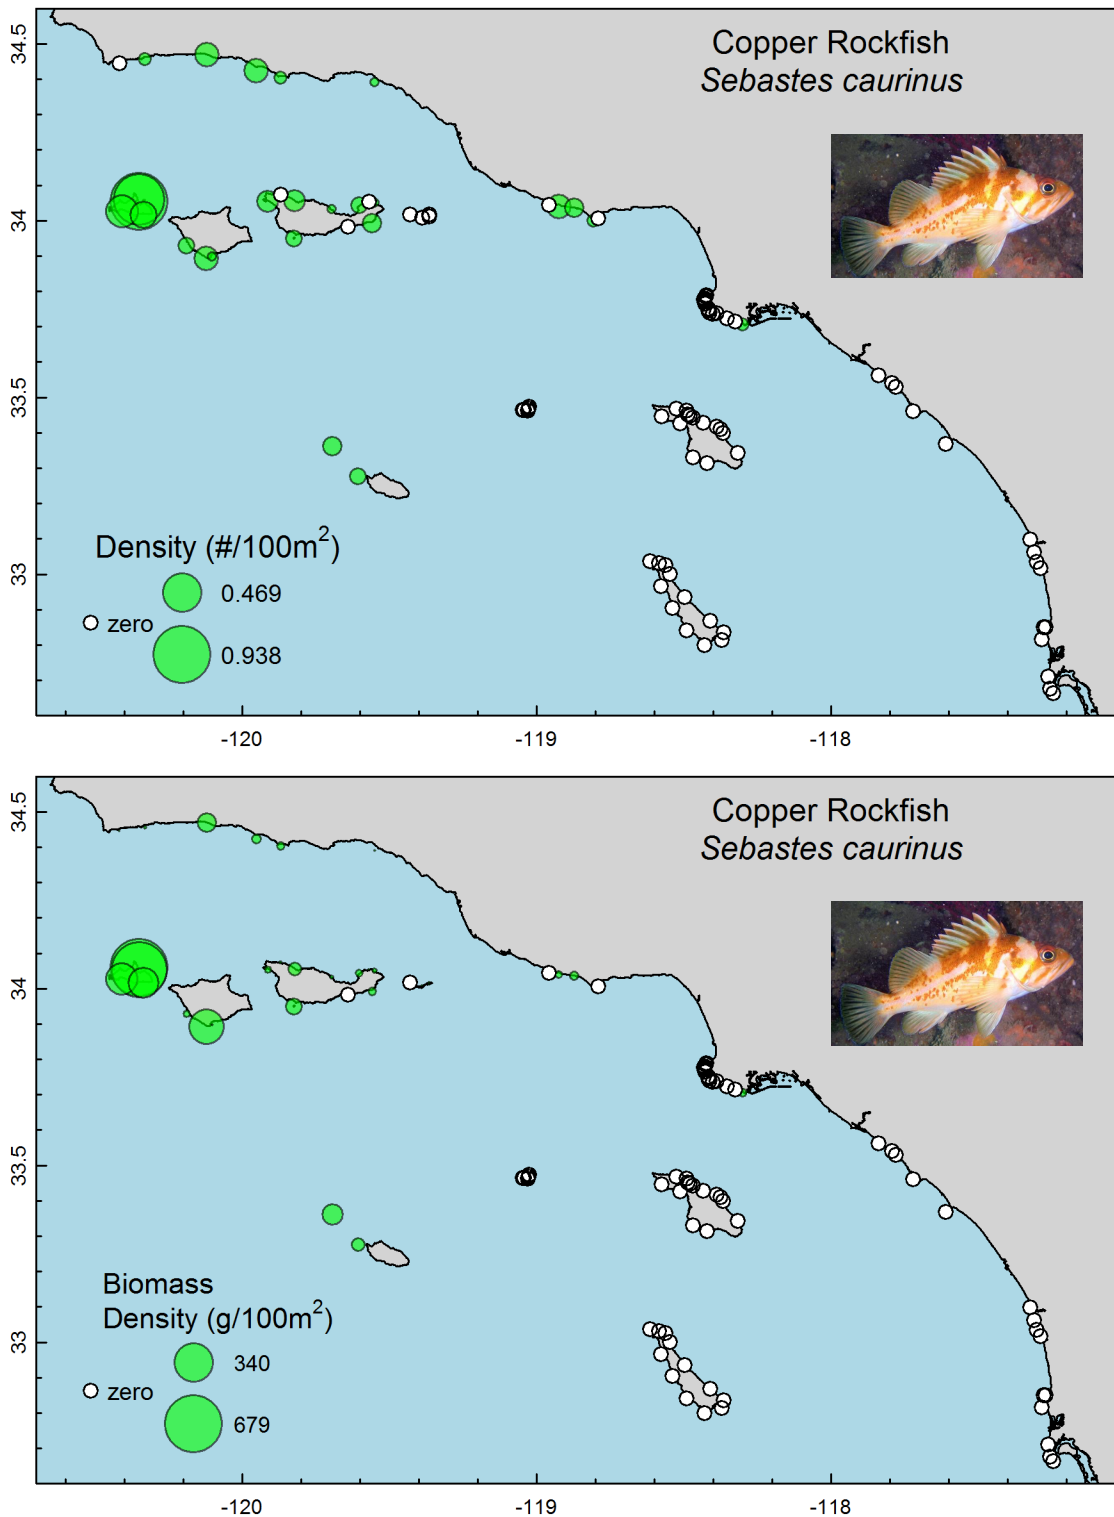 Copper Rockfish
Sebastes caurinus
34.5
34
33.5
33
Density (#/100m²)
0.469
zero
0.938
-120
-119
-118
Copper Rockfish
Sebastes caurinus
34.5
34
33.5
33
Biomass
Density (g/100m²)
340
zero
679
-120
-119
-118